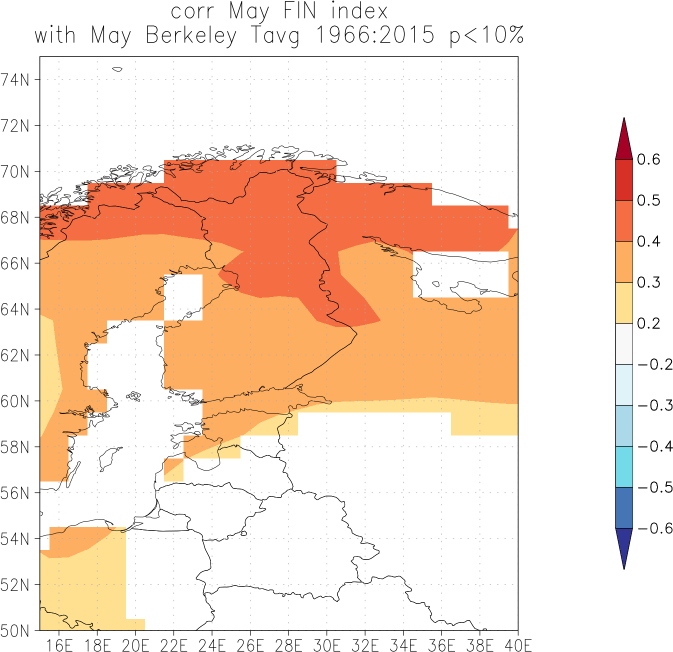 corr May FIN index
with May Berkeley Tavg 1966:2015 p<10%
74N
72N
70N
68N
66N
64N
62N
60N
58N
56N
54N
52N
50N
16E 18E 20E 22E 24E 26E 28E 30E 32E 34E 36E 38E 40E
0.6
0.5
0.4
0.3
0.2
-0.2
-0.3
-0.4
-0.5
-0.6